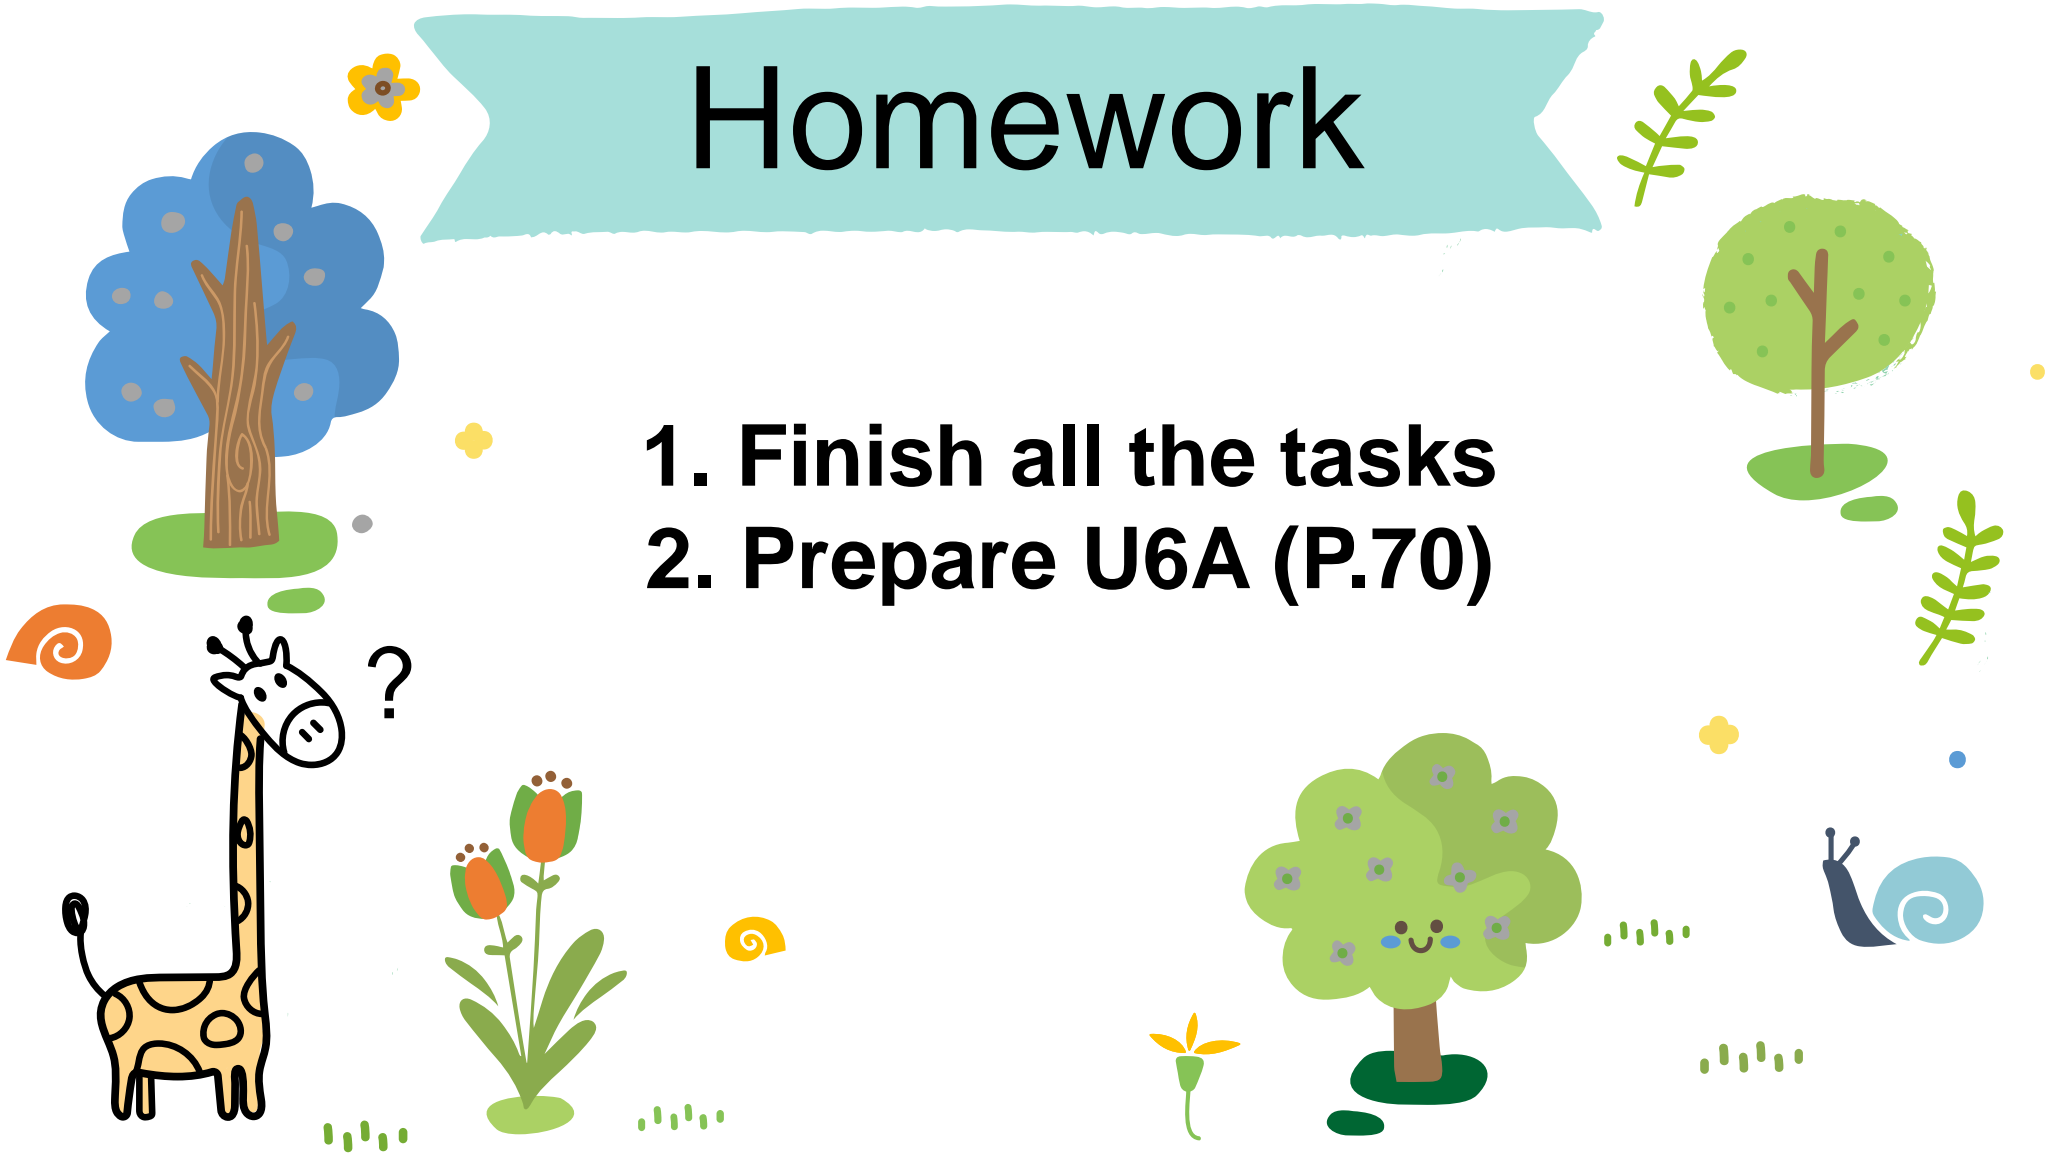 Homework
1. Finish all the tasks
2. Prepare U6A (P.70)
?